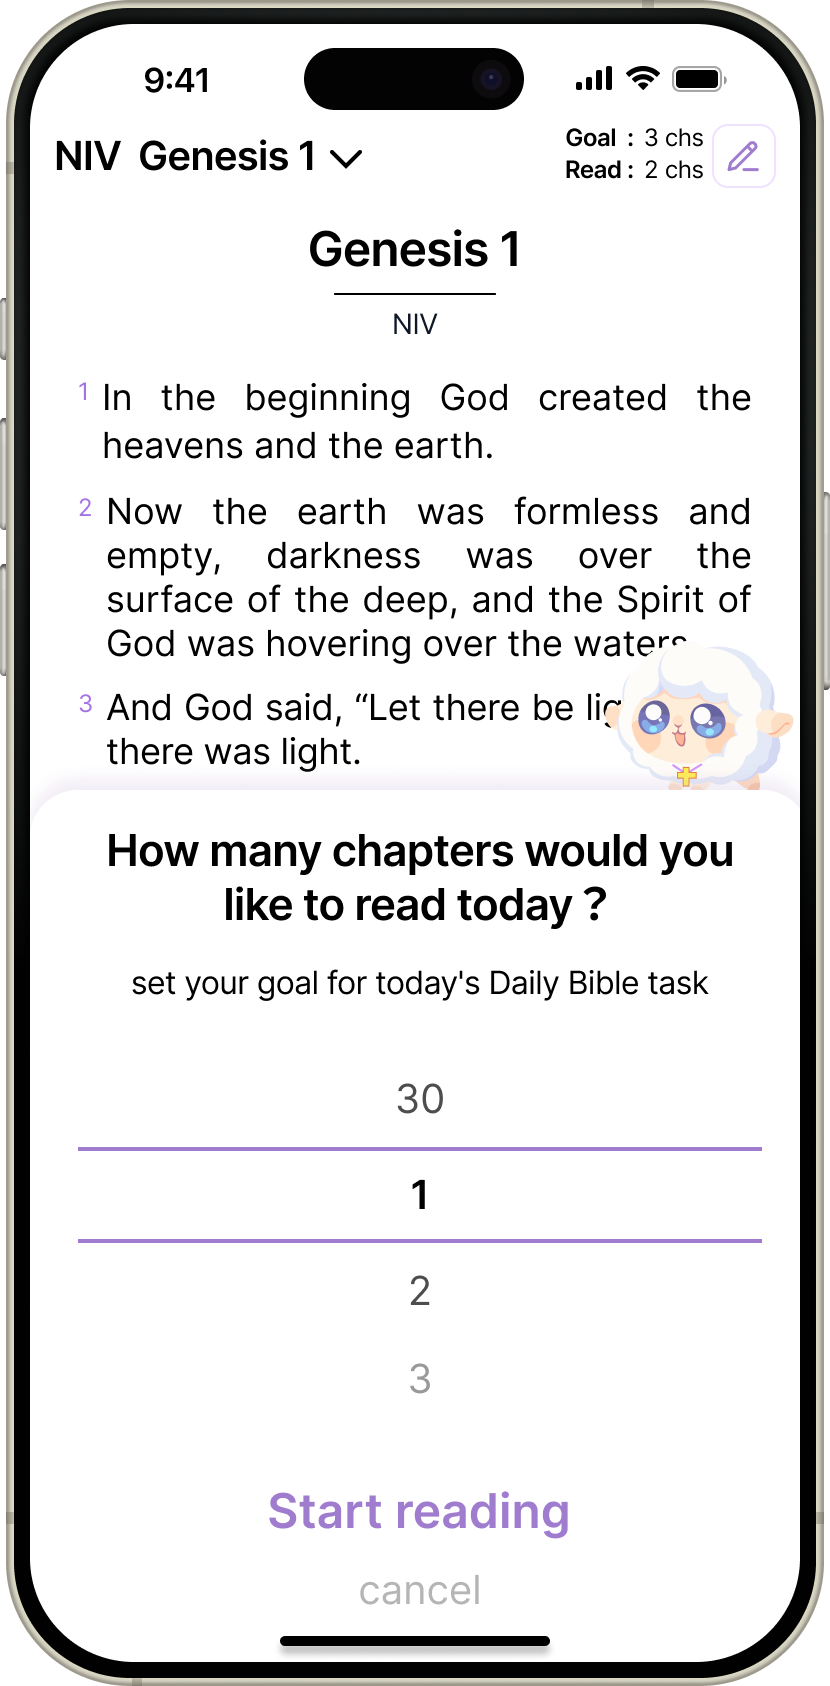 9:41
NIV Genesis 1
Goal : 3 chs
Read : 2 chs
Genesis 1
NIV
1 In the beginning God created the
heavens and the earth.
2 Now the earth was formless and
empty, darkness was over the
surface of the deep, and the Spirit of
God was hovering over the waters
3 And God said, “Let there be
there was light.
How many chapters would you
like to read today ?
set your goal for today's Daily Bible task
30
1
2
3
Start reading
cancel